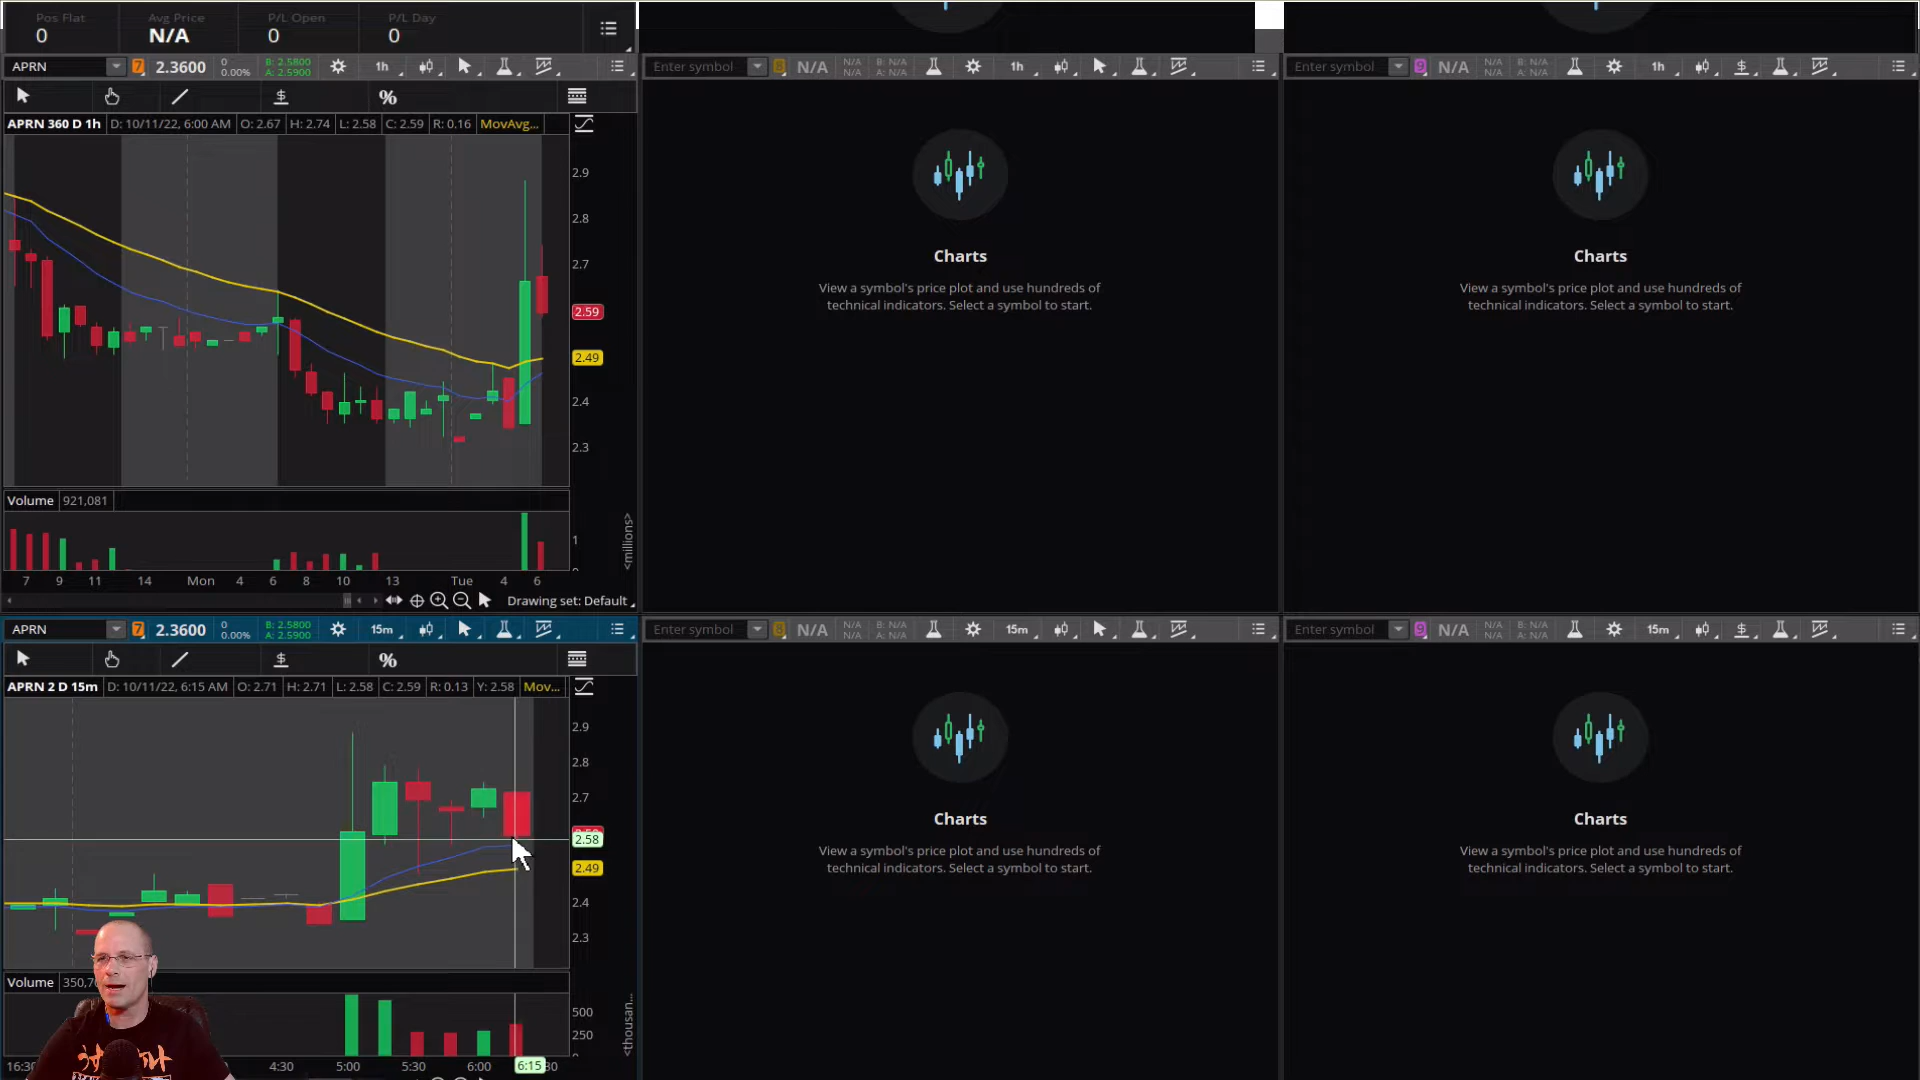 Pos Flat Avg Price P/L Open P/L Day
0 N/A 0 0
APRN 7 2.3600 0 0.00% B: 2.5800 A: 2.5900 1h
Enter symbol 8 N/A N/A N/A B: N/A A: N/A 1h
Enter symbol 9 N/A N/A N/A B: N/A A: N/A 1h
$ %
APRN 360 D 1h D: 10/11/22, 6:00 AM O: 2.67 H: 2.74 L: 2.58 C: 2.59 R: 0.16 MovAvg...
2.9
2.8
2.7
2.59
2.49
2.4
2.3
Volume 921,081
1
<millions>
7 9 11 14 Mon 4 6 8 10 13 Tue 4 6
Drawing set: Default
Charts
View a symbol's price plot and use hundreds of
technical indicators. Select a symbol to start.
Charts
View a symbol's price plot and use hundreds of
technical indicators. Select a symbol to start.
APRN 7 2.3600 0 0.00% B: 2.5800 A: 2.5900 15m
Enter symbol 8 N/A N/A N/A B: N/A A: N/A 15m
Enter symbol 9 N/A N/A N/A B: N/A A: N/A 15m
$ %
APRN 2 D 15m D: 10/11/22, 6:15 AM O: 2.71 H: 2.71 L: 2.58 C: 2.59 R: 0.13 Y: 2.58 Mov...
2.9
2.8
2.7
2.58
2.49
2.4
2.3
Volume
500
250
<thousan...
4:30 5:00 5:30 6:00 6:15
Charts
View a symbol's price plot and use hundreds of
technical indicators. Select a symbol to start.
Charts
View a symbol's price plot and use hundreds of
technical indicators. Select a symbol to start.